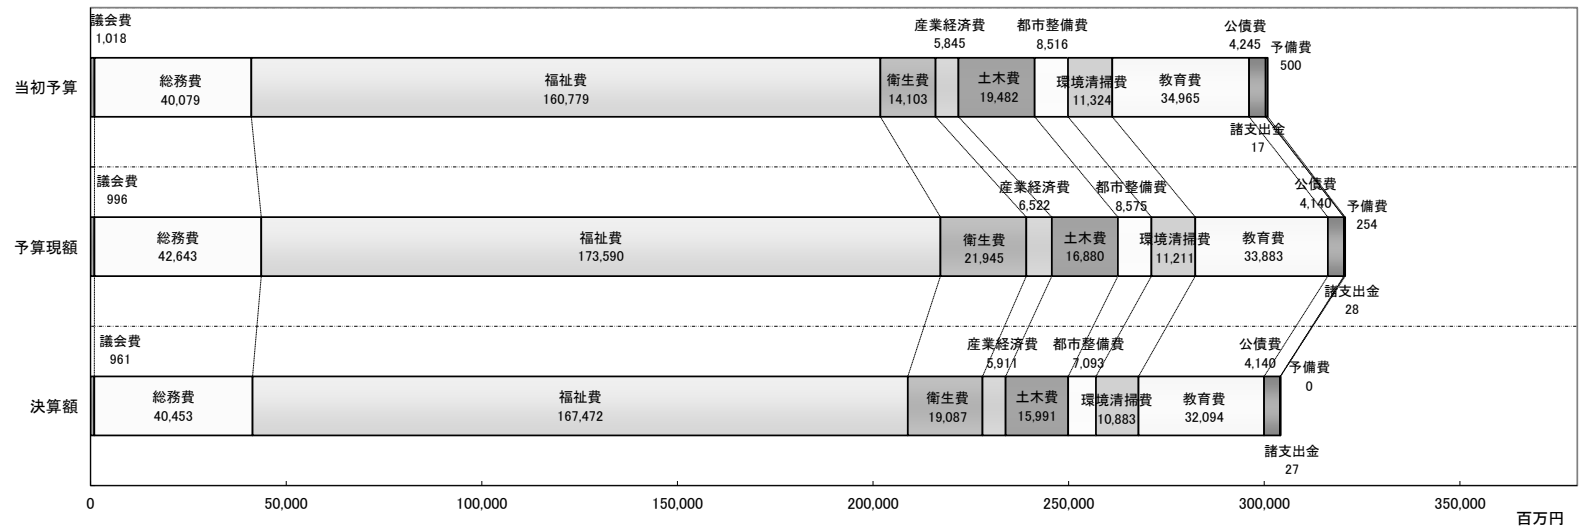 議会費
1,018
産業経済費
5,845
都市整備費
8,516
公債費
4,245
予備費
500
当初予算
総務費
40,079
福祉費
160,779
衛生費
14,103
土木費
19,482
環境清掃費
11,324
教育費
34,965
諸支出金
17
議会費
996
産業経済費
6,522
都市整備費
8,575
公債費
4,140
予備費
254
予算現額
総務費
42,643
福祉費
173,590
衛生費
21,945
土木費
16,880
環境清掃費
11,211
教育費
33,883
諸支出金
28
議会費
961
産業経済費
5,911
都市整備費
7,093
公債費
4,140
予備費
0
決算額
総務費
40,453
福祉費
167,472
衛生費
19,087
土木費
15,991
環境清掃費
10,883
教育費
32,094
諸支出金
27
0
50,000
100,000
150,000
200,000
250,000
300,000
350,000
百万円